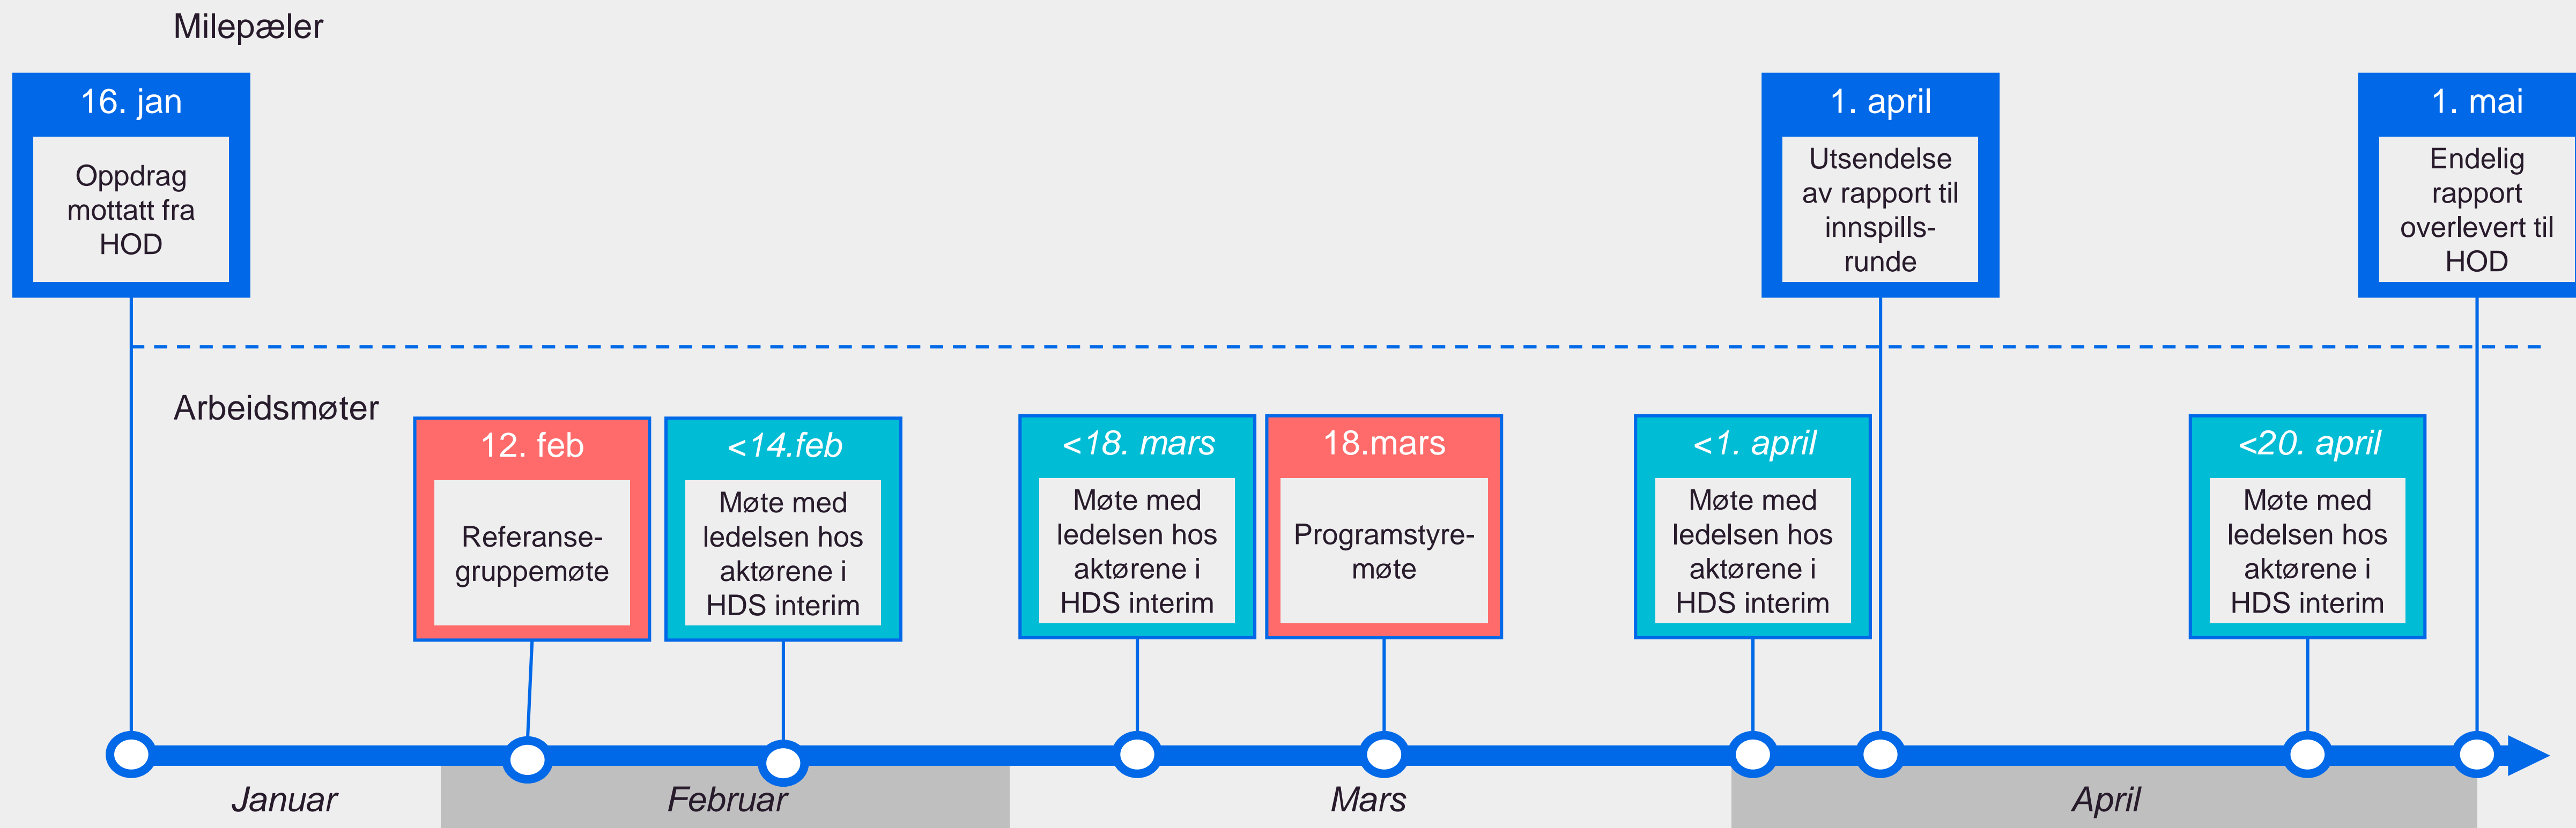 Milepæler
16. jan
Oppdrag
mottatt fra
HOD
1. april
Utsendelse
av rapport til
innspills-
runde
1. mai
Endelig
rapport
overlevert til
HOD
Arbeidsmøter
12. feb
Referanse-
gruppemøte
<14.feb
Møte med
ledelsen hos
aktørene i
HDS interim
<18. mars
Møte med
ledelsen hos
aktørene i
HDS interim
18.mars
Programstyre-
møte
<1. april
Møte med
ledelsen hos
aktørene i
HDS interim
<20. april
Møte med
ledelsen hos
aktørene i
HDS interim
Januar
Februar
Mars
April